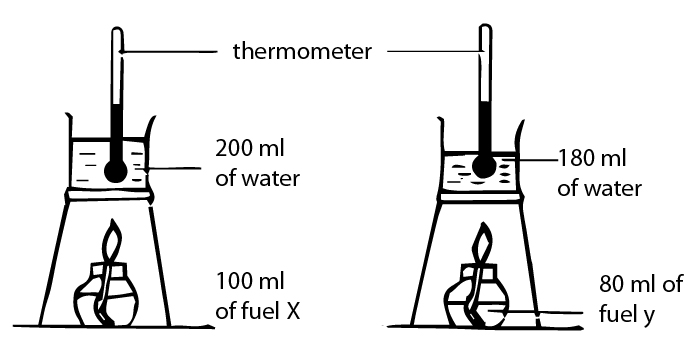 thermometer
200 ml
of water
180 ml
of water
100 ml
of fuel X
80 ml of
fuel y